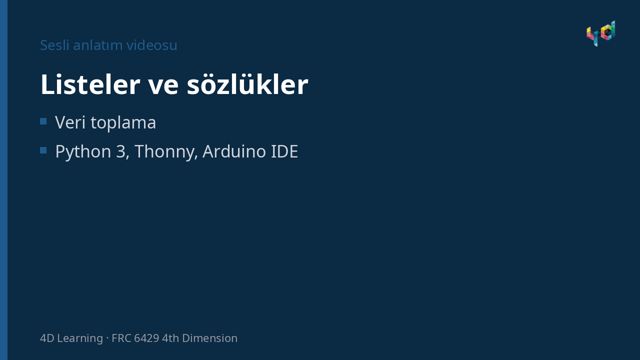 Sesli anlatım videosu
4d
Listeler ve sözlükler
Veri toplama
Python 3, Thonny, Arduino IDE
4D Learning · FRC 6429 4th Dimension